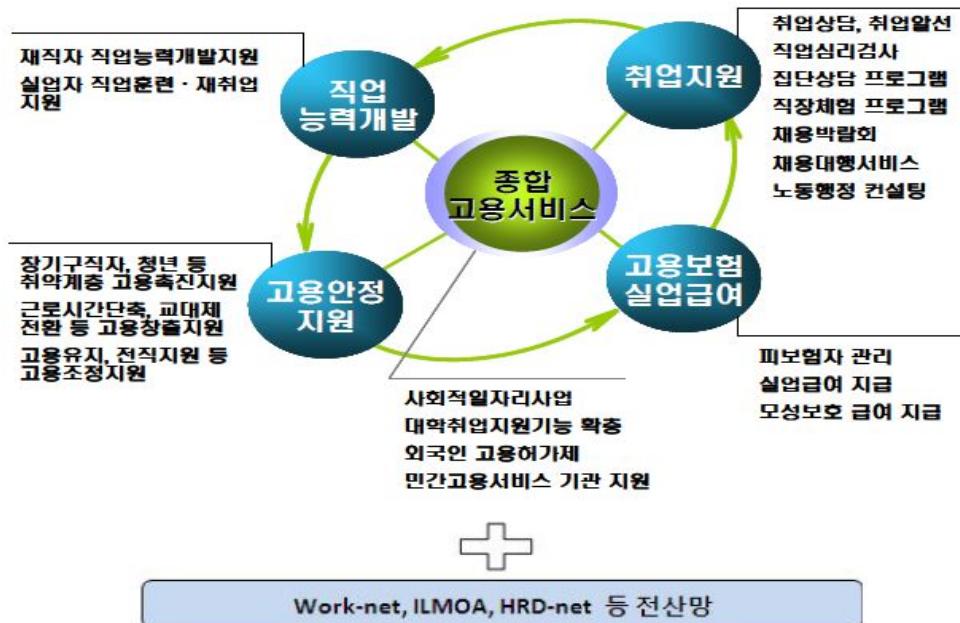 재직자 직업능력개발지원
실업자 직업훈련 · 재취업
지원
직업
능력개발
취업지원
취업상담, 취업알선
직업심리검사
집단상담 프로그램
직장체험 프로그램
채용박람회
채용대행서비스
노동행정 컨설팅
종합
고용서비스
장기구직자, 청년 등
취약계층 고용촉진지원
근로시간단축, 교대제
전환 등 고용창출지원
고용유지, 전직지원 등
고용조정지원
고용안정
지원
고용보험
실업급여
피보험자 관리
실업급여 지급
모성보호 급여 지급
사회적일자리사업
대학취업지원기능 확충
외국인 고용허가제
민간고용서비스 기관 지원
Work-net, ILMOA, HRD-net 등 전산망